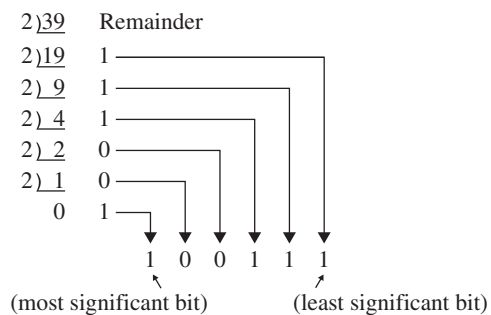 2)39 Remainder
2)19 1
2) 9 1
2) 4 1
2) 2 0
2) 1 0
0 1
1 0 0 1 1 1
(most significant bit) (least significant bit)